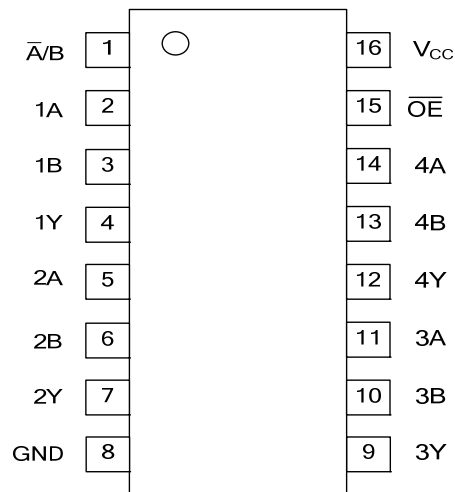 A̅/B 1 16 VCC
1A 2 15 O̅E̅
1B 3 14 4A
1Y 4 13 4B
2A 5 12 4Y
2B 6 11 3A
2Y 7 10 3B
GND 8 9 3Y